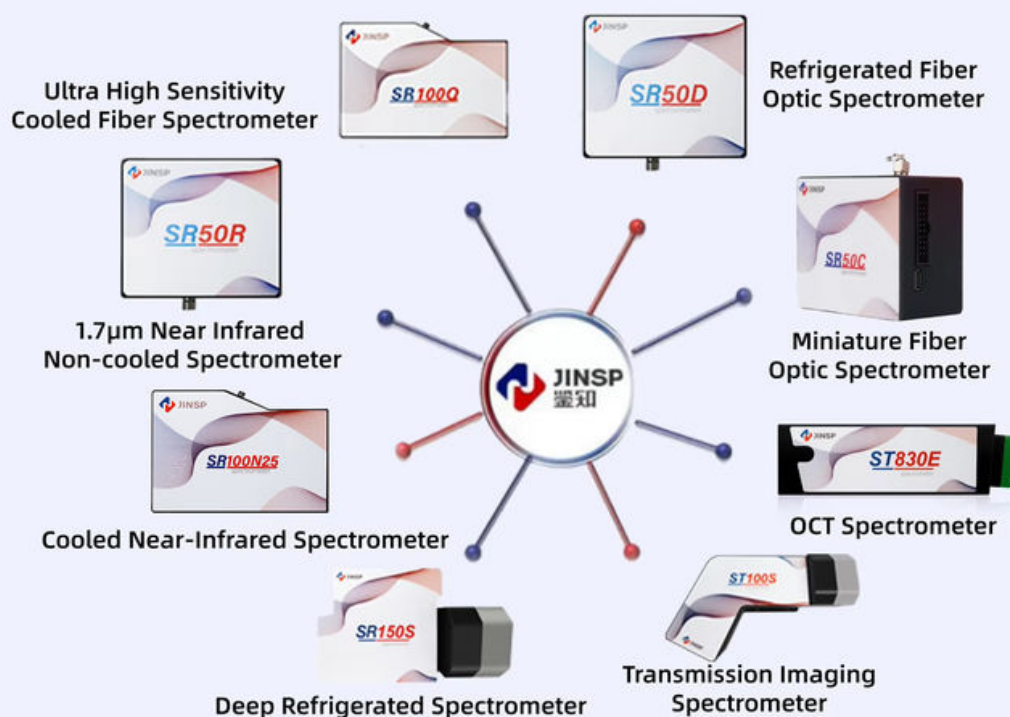 JINSP
SR100Q
Ultra High Sensitivity
Cooled Fiber Spectrometer
JINSP
SR50D
Refrigerated Fiber
Optic Spectrometer
JINSP
SR50R
1.7μm Near Infrared
Non-cooled Spectrometer
JINSP
SR50C
Miniature Fiber
Optic Spectrometer
JINSP
鉴知
JINSP
SR100N25
Cooled Near-Infrared Spectrometer
JINSP
ST830E
OCT Spectrometer
JINSP
SR150S
Deep Refrigerated Spectrometer
ST100S
JINSP
Transmission Imaging
Spectrometer